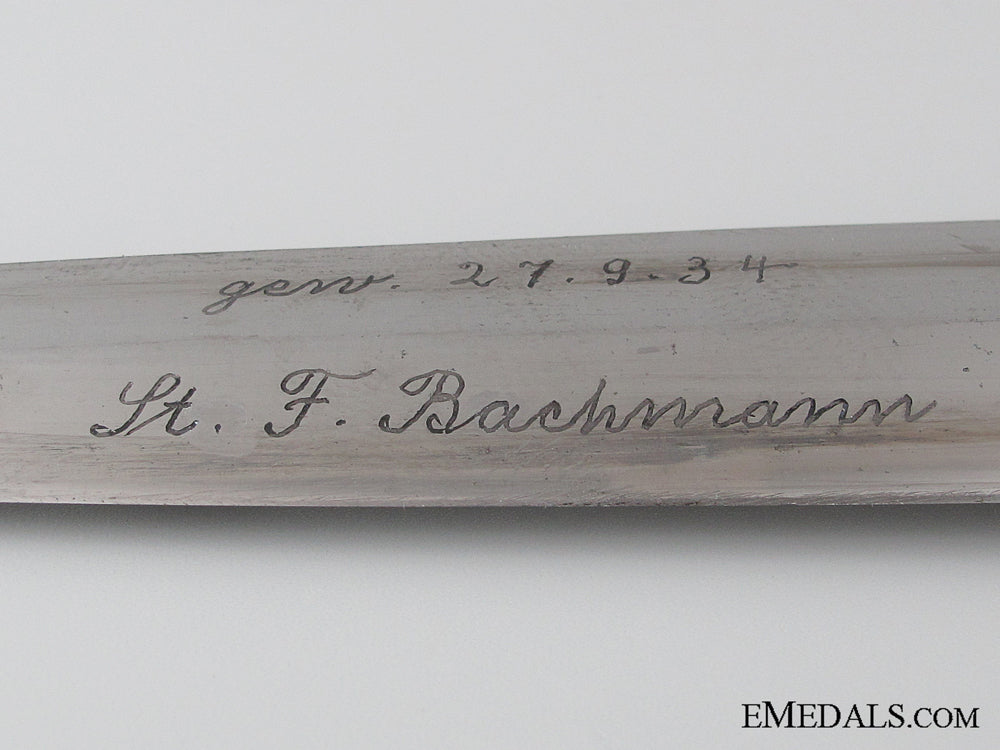 gew. 27.9.34
St. F. Bachmann
EMEDALS.COM